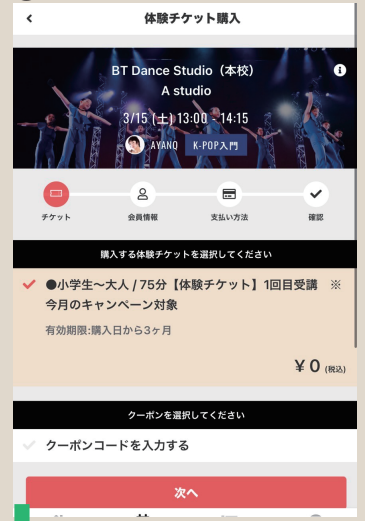 体験チケット購入
BT Dance Studio（本校）
A studio
3/15 (土) 13:00 - 14:15
AYANO K-POP入門
チケット 会員情報 支払い方法 確認
購入する体験チケットを選択してください
●小学生〜大人 / 75分【体験チケット】1回目受講 ※
今月のキャンペーン対象
有効期限:購入日から3ヶ月
¥ 0 (税込)
クーポンを選択してください
クーポンコードを入力する
次へ